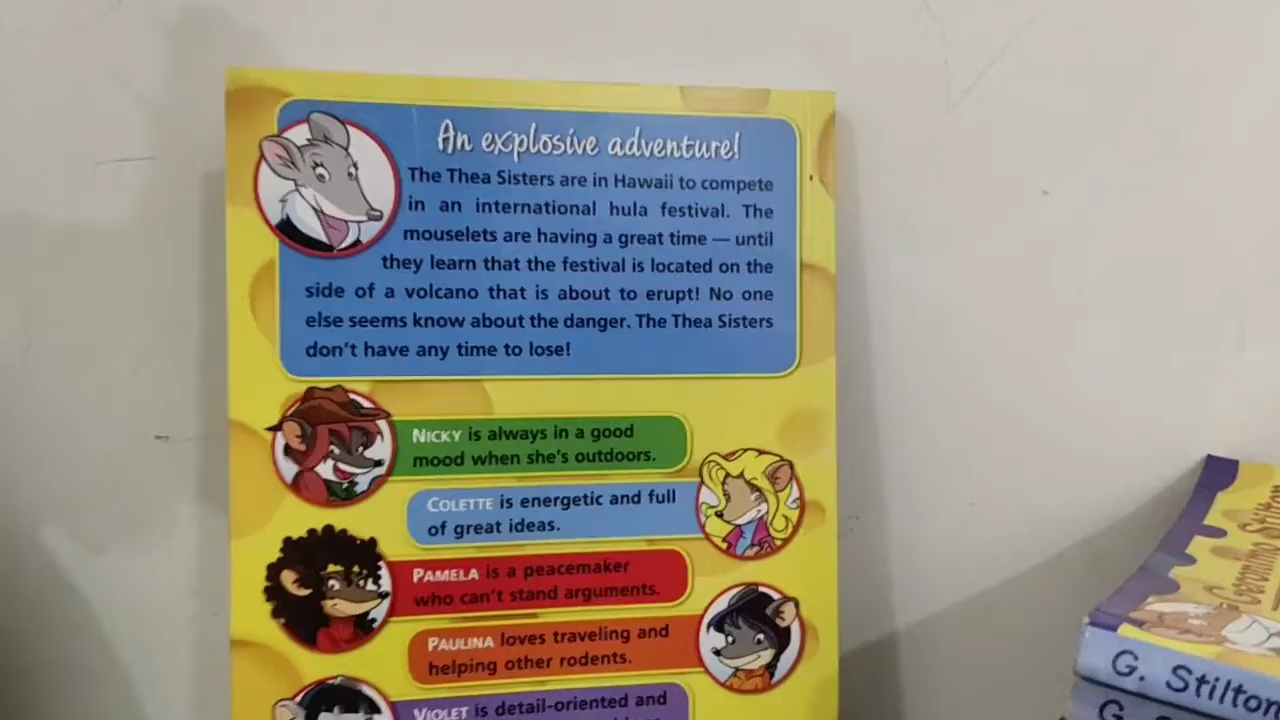 An explosive adventure!
The Thea Sisters are in Hawaii to compete
in an international hula festival. The
mouselets are having a great time — until
they learn that the festival is located on the
side of a volcano that is about to erupt! No one
else seems know about the danger. The Thea Sisters
don't have any time to lose!
NICKY is always in a good
mood when she's outdoors.
COLETTE is energetic and full
of great ideas.
PAMELA is a peacemaker
who can't stand arguments.
PAULINA loves traveling and
helping other rodents.
VIOLET is detail-oriented and
Geronimo Stilton
G. Stilton
G.